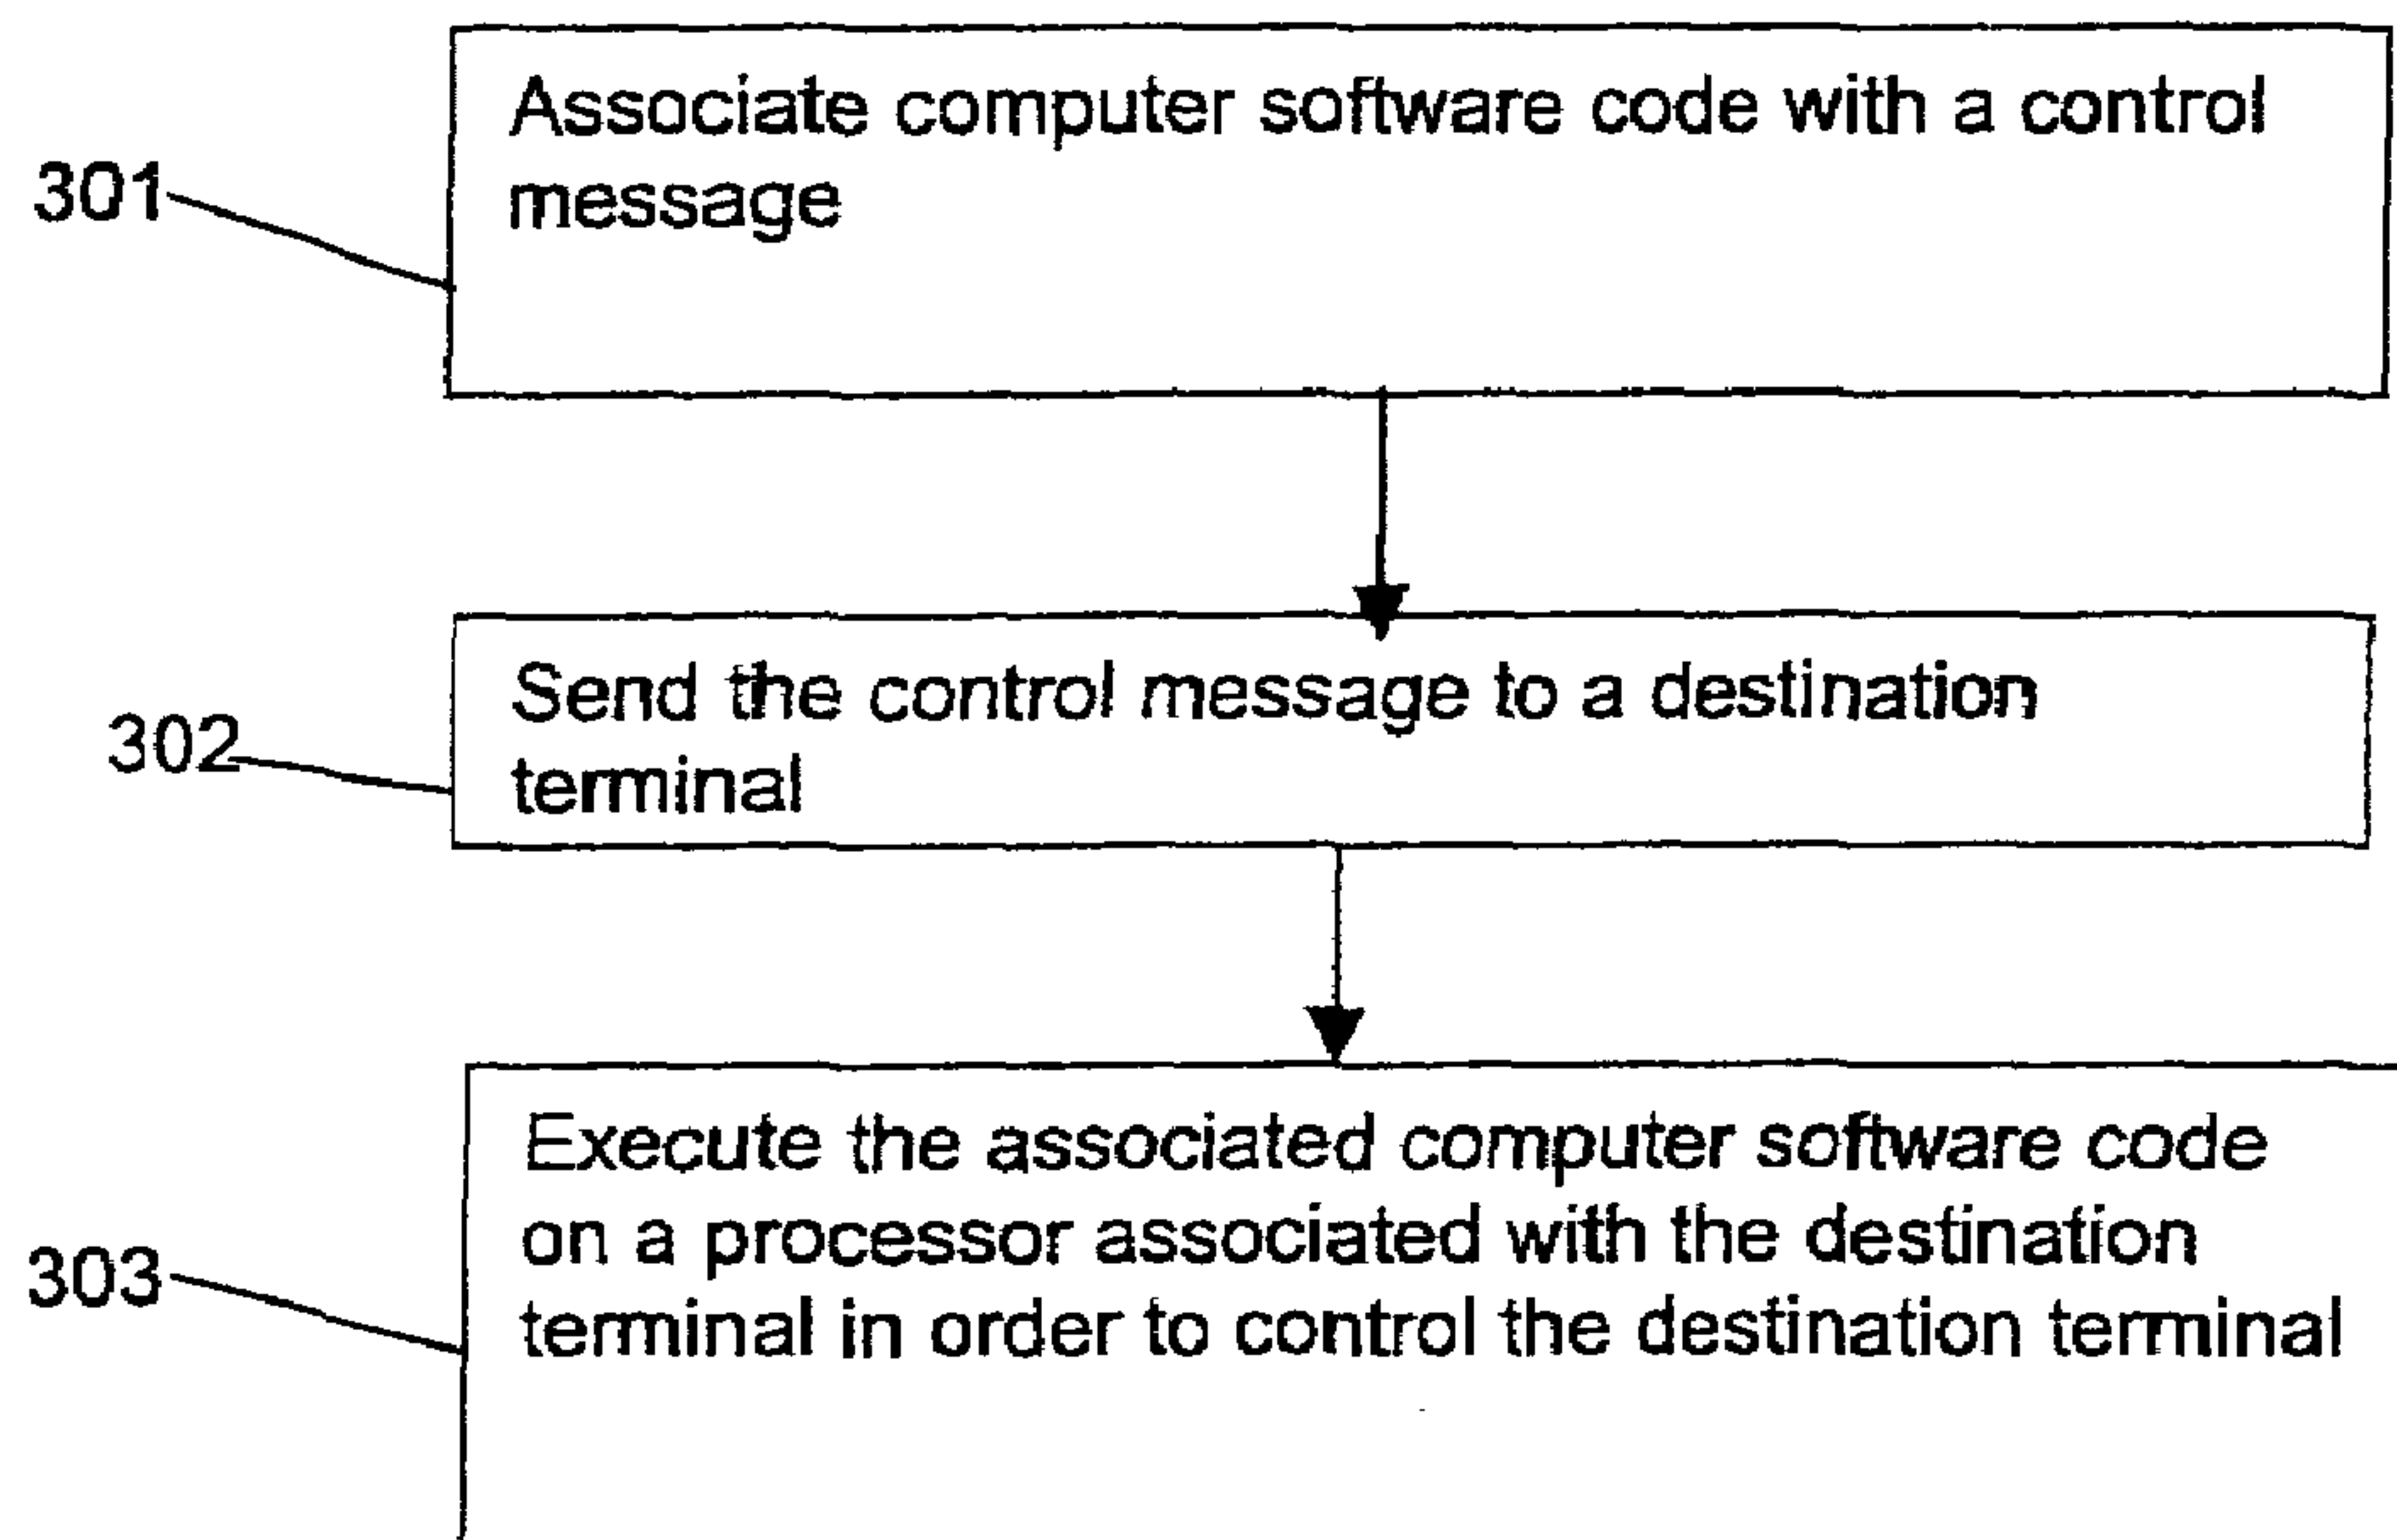 Associate computer software code with a control
message
301
Send the control message to a destination
terminal
302
Execute the associated computer software code
on a processor associated with the destination
terminal in order to control the destination terminal
303